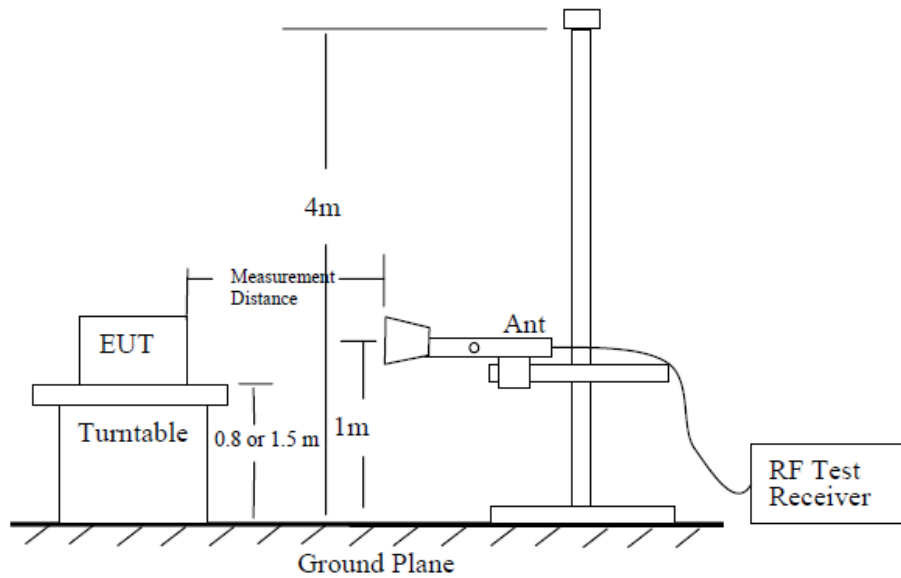 4m
Measurement
Distance
EUT
Ant
Turntable
0.8 or 1.5 m
1m
RF Test
Receiver
Ground Plane